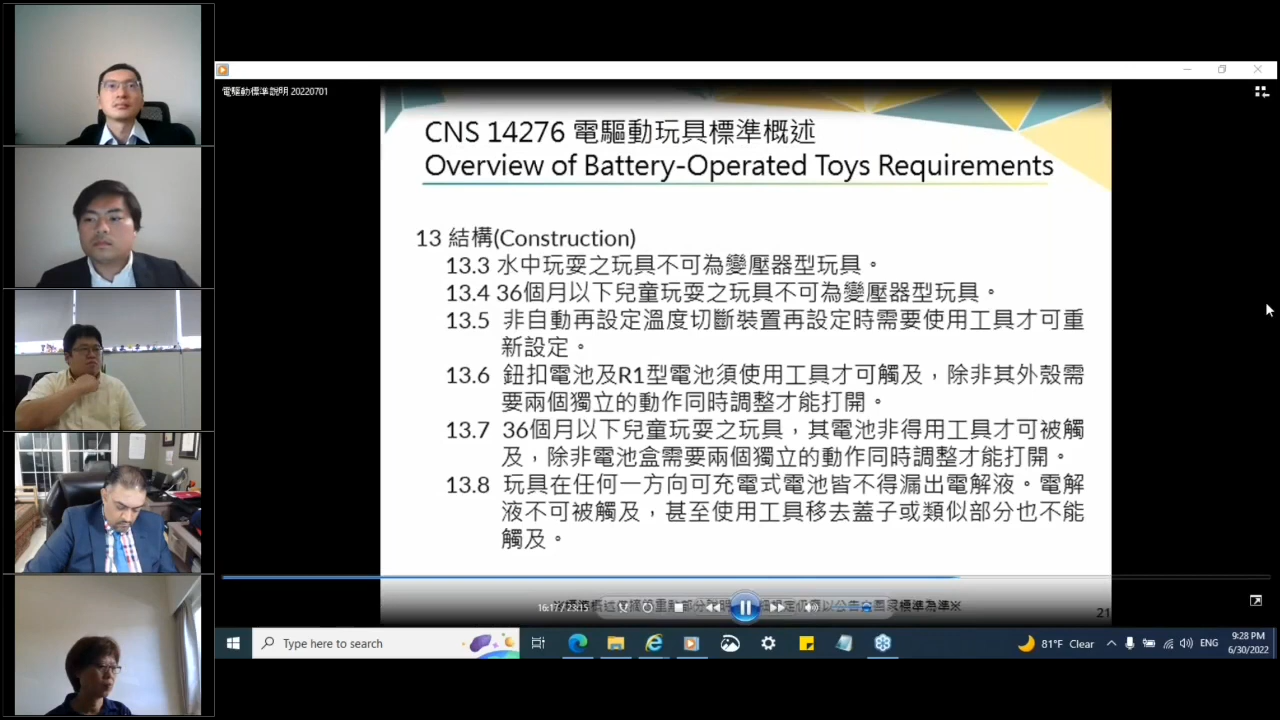 電驅動標準說明 20220701
CNS 14276 電驅動玩具標準概述
Overview of Battery-Operated Toys Requirements
13 結構(Construction)
13.3 水中玩耍之玩具不可為變壓器型玩具。
13.4 36個月以下兒童玩耍之玩具不可為變壓器型玩具。
13.5 非自動再設定溫度切斷裝置再設定時需要使用工具才可重
新設定。
13.6 鈕扣電池及R1型電池須使用工具才可觸及，除非其外殼需
要兩個獨立的動作同時調整才能打開。
13.7 36個月以下兒童玩耍之玩具，其電池非得用工具才可被觸
及，除非電池盒需要兩個獨立的動作同時調整才能打開。
13.8 玩具在任何一方向可充電式電池皆不得漏出電解液。電解
液不可被觸及，甚至使用工具移去蓋子或類似部分也不能
觸及。
16:17 / 23:15
21
Type here to search
81°F Clear
ENG
9:28 PM
6/30/2022